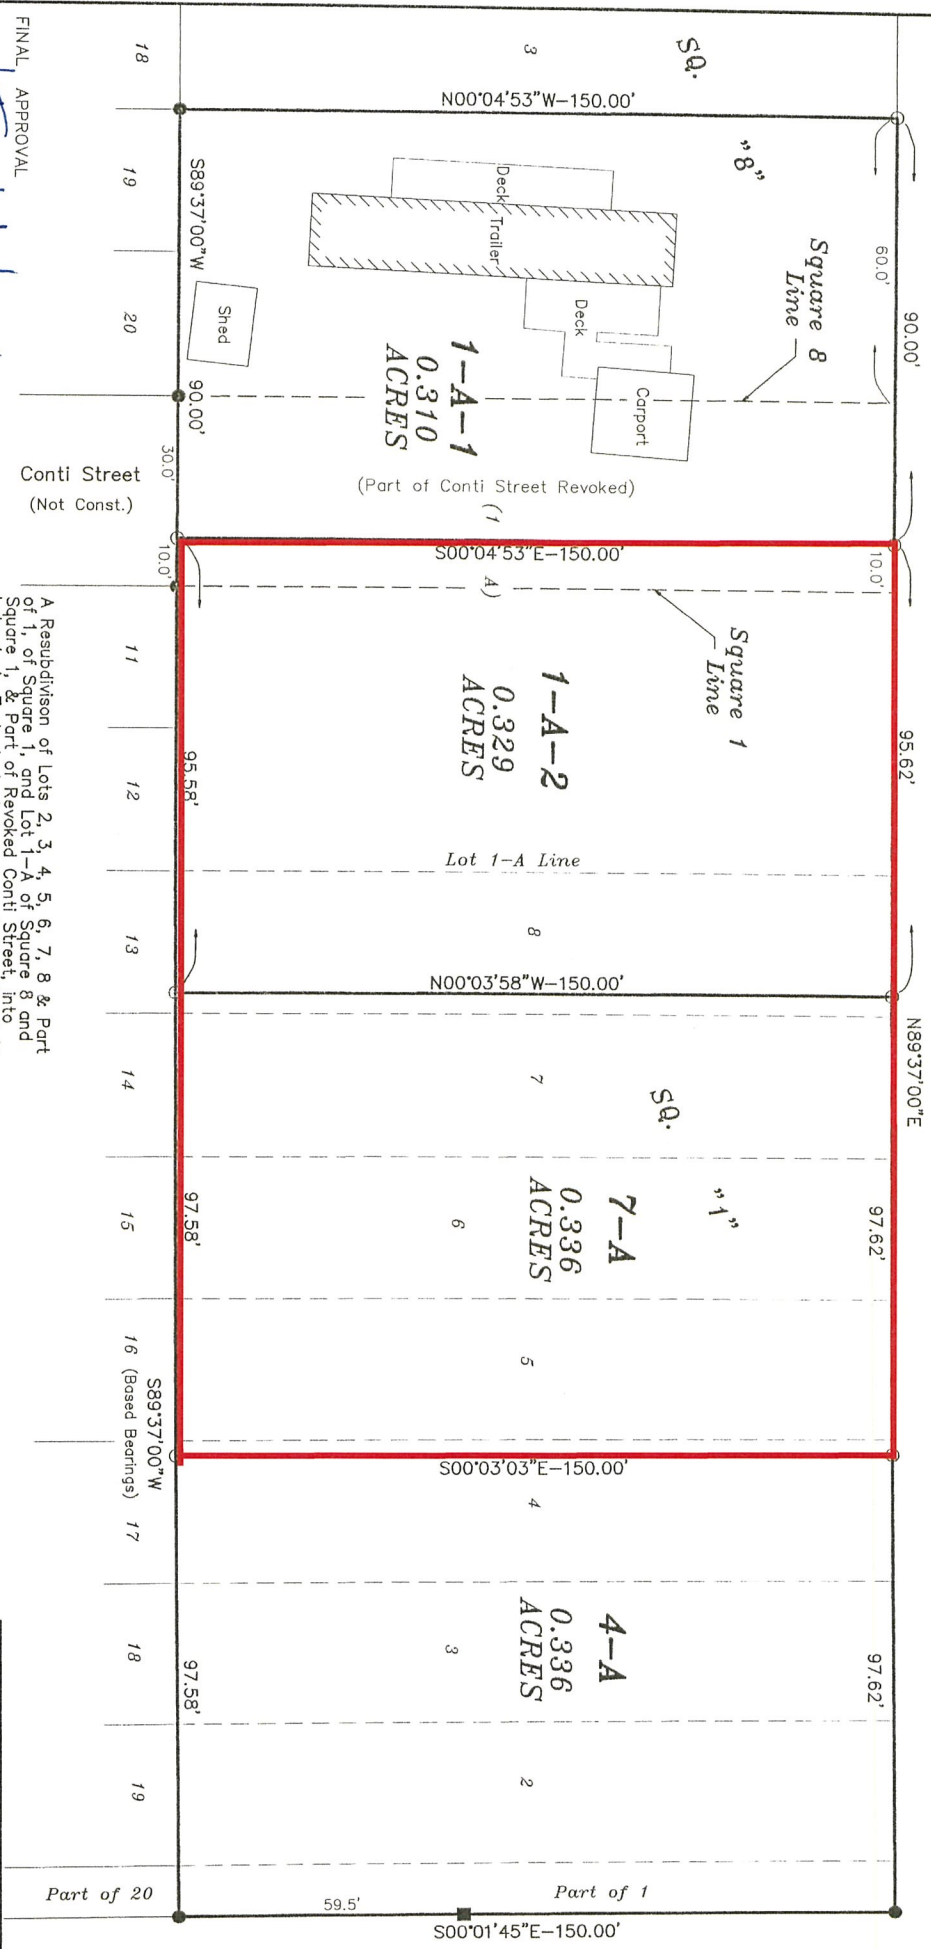 18
3
SQ.
"8"
N00°04'53"W-150.00'
FINAL APPROVAL
19
S89°37'00"W
Deck
Trailer
60.0'
90.00'
Square 8
Line
20
Shed
Deck
Carport
1-A-1
0.310
ACRES
90.00'
30.0'
Conti Street
(Not Const.)
(Part of Conti Street Revoked)
(1
S00°04'53"E-150.00'
10.0'
10.0'
A)
Square 1
Line
11
1-A-2
0.329
ACRES
95.62'
95.58'
12
Lot 1-A Line
13
8
N00°03'58"W-150.00'
N89°37'00"E
A Resubdivison of Lots 2, 3, 4, 5, 6, 7, 8 & Part
of 1, of Square 1, and Lot 1-A of Square 8 and
Square 1, & Part of Revoked Conti Street, into
14
7
SQ.
"1"
15
97.58'
6
7-A
0.336
ACRES
97.62'
5
16 (Based Bearings)
S89°37'00"W
S00°03'03"E-150.00'
17
4
18
97.58'
3
4-A
0.336
ACRES
97.62'
19
2
Part of 20
59.5'
Part of 1
S00°01'45"E-150.00'